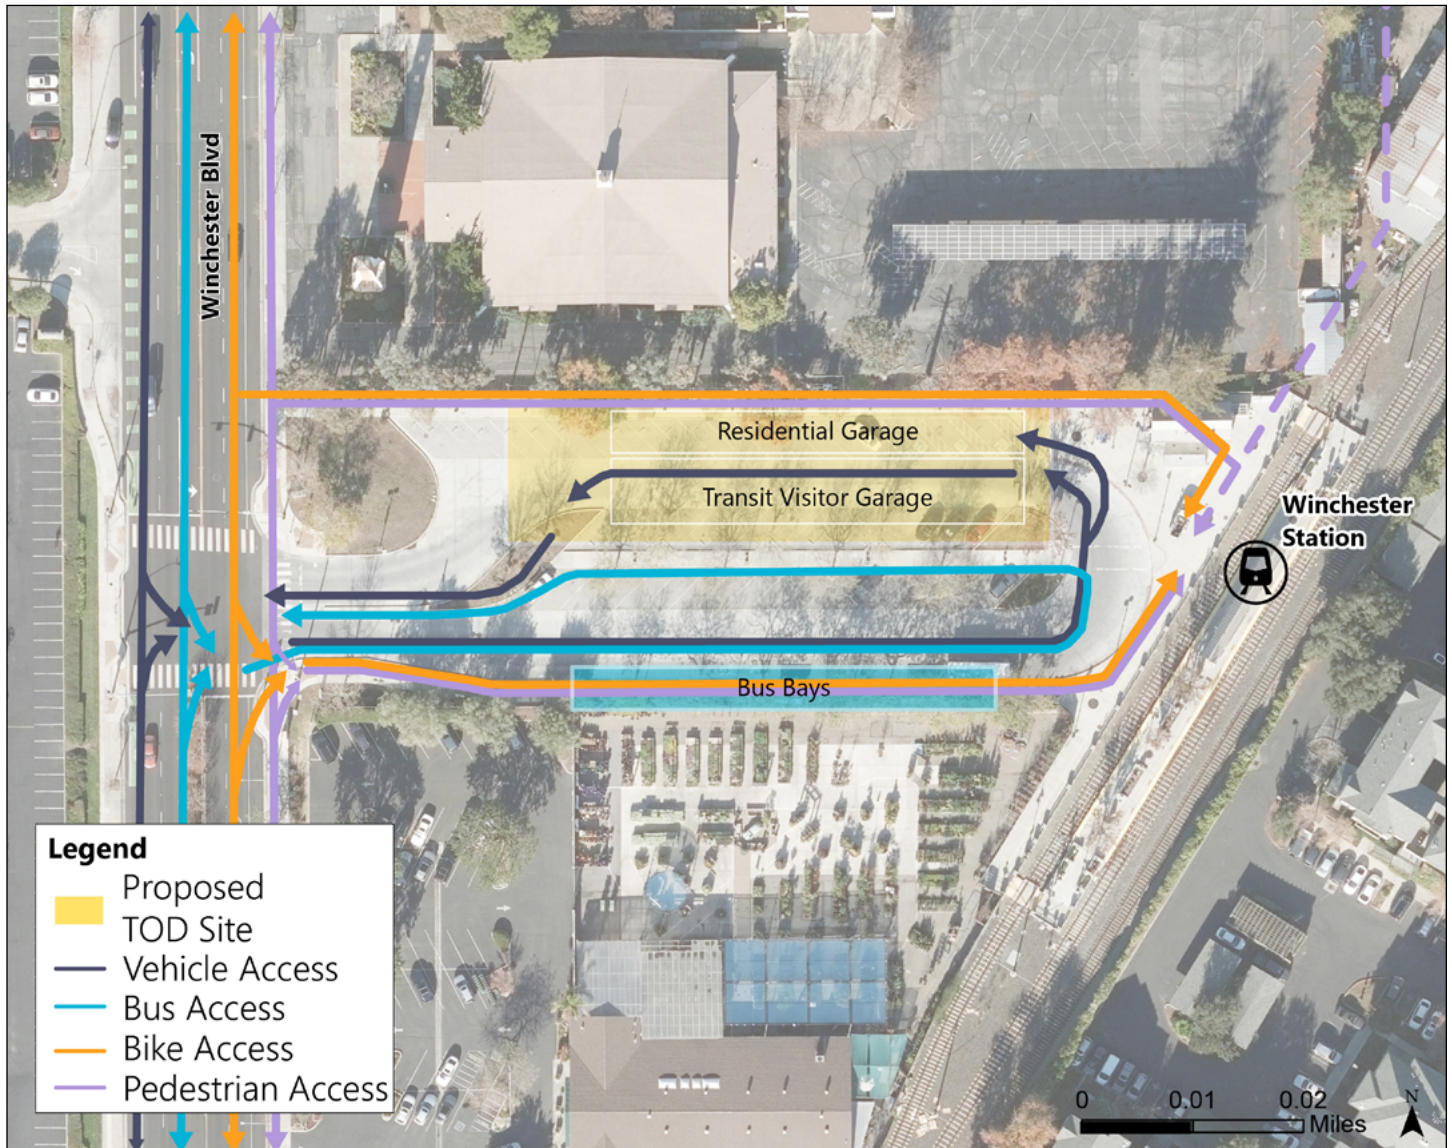 Winchester Blvd
Residential Garage
Transit Visitor Garage
Winchester
Station
Bus Bays
Legend
Proposed
TOD Site
Vehicle Access
Bus Access
Bike Access
Pedestrian Access
0 0.01 0.02
Miles
N